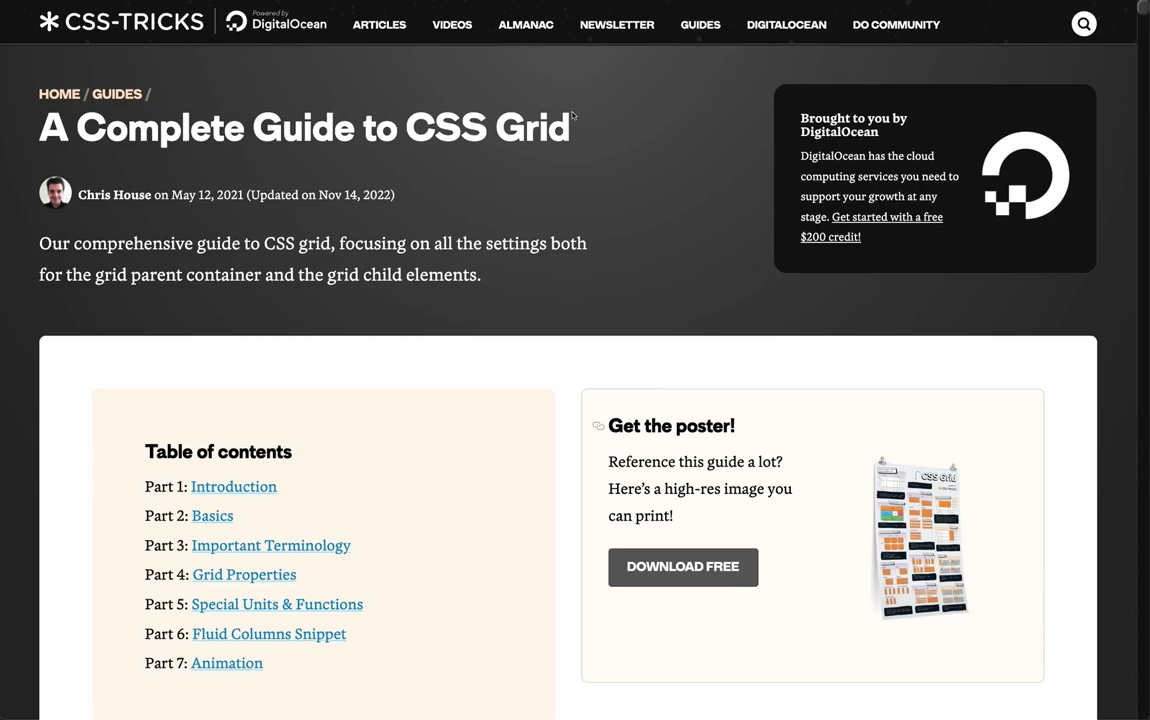 CSS-TRICKS
Powered by
DigitalOcean
ARTICLES
VIDEOS
ALMANAC
NEWSLETTER
GUIDES
DIGITALOCEAN
DO COMMUNITY
HOME / GUIDES /
A Complete Guide to CSS Grid
Chris House on May 12, 2021 (Updated on Nov 14, 2022)
Our comprehensive guide to CSS grid, focusing on all the settings both
for the grid parent container and the grid child elements.
Brought to you by
DigitalOcean
DigitalOcean has the cloud
computing services you need to
support your growth at any
stage. Get started with a free
$200 credit!
Table of contents
Part 1: Introduction
Part 2: Basics
Part 3: Important Terminology
Part 4: Grid Properties
Part 5: Special Units & Functions
Part 6: Fluid Columns Snippet
Part 7: Animation
Get the poster!
Reference this guide a lot?
Here’s a high-res image you
can print!
DOWNLOAD FREE
CSS Grid